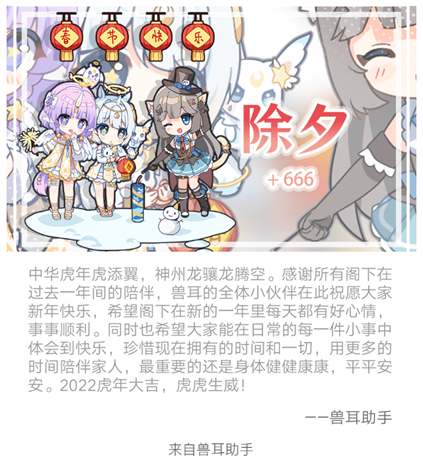 春节快乐
除夕
+666
中华虎年虎添翼，神州龙骧龙腾空。感谢所有阁下在
过去一年间的陪伴，兽耳的全体小伙伴在此祝愿大家
新年快乐，希望阁下在新的一年里每天都有好心情，
事事顺利。同时也希望大家能在日常的每一件小事中
体会到快乐，珍惜现在拥有的时间和一切，用更多的
时间陪伴家人，最重要的还是身体健健康康，平平安
安。2022虎年大吉，虎虎生威！
——兽耳助手
来自兽耳助手